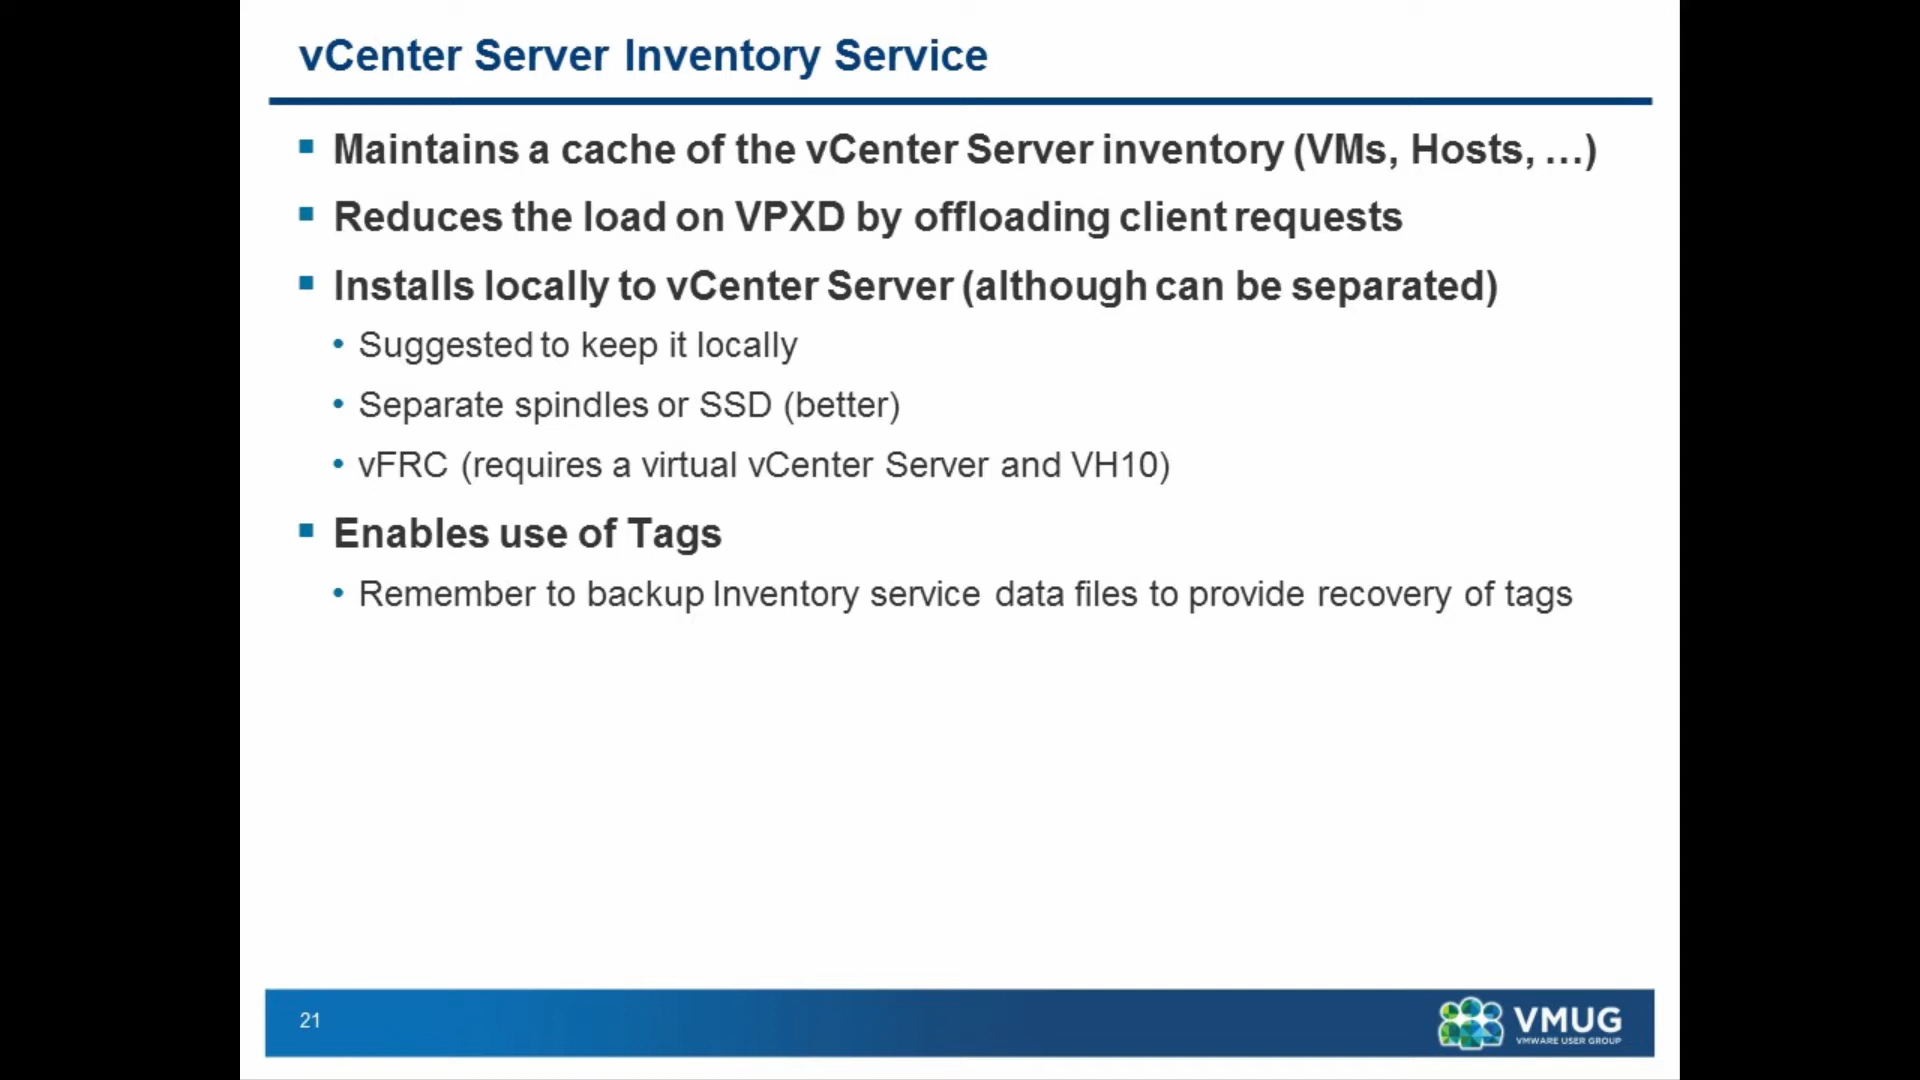 vCenter Server Inventory Service
Maintains a cache of the vCenter Server inventory (VMs, Hosts, …)
Reduces the load on VPXD by offloading client requests
Installs locally to vCenter Server (although can be separated)
Suggested to keep it locally
Separate spindles or SSD (better)
vFRC (requires a virtual vCenter Server and VH10)
Enables use of Tags
Remember to backup Inventory service data files to provide recovery of tags
21
VMUG
VMWARE USER GROUP